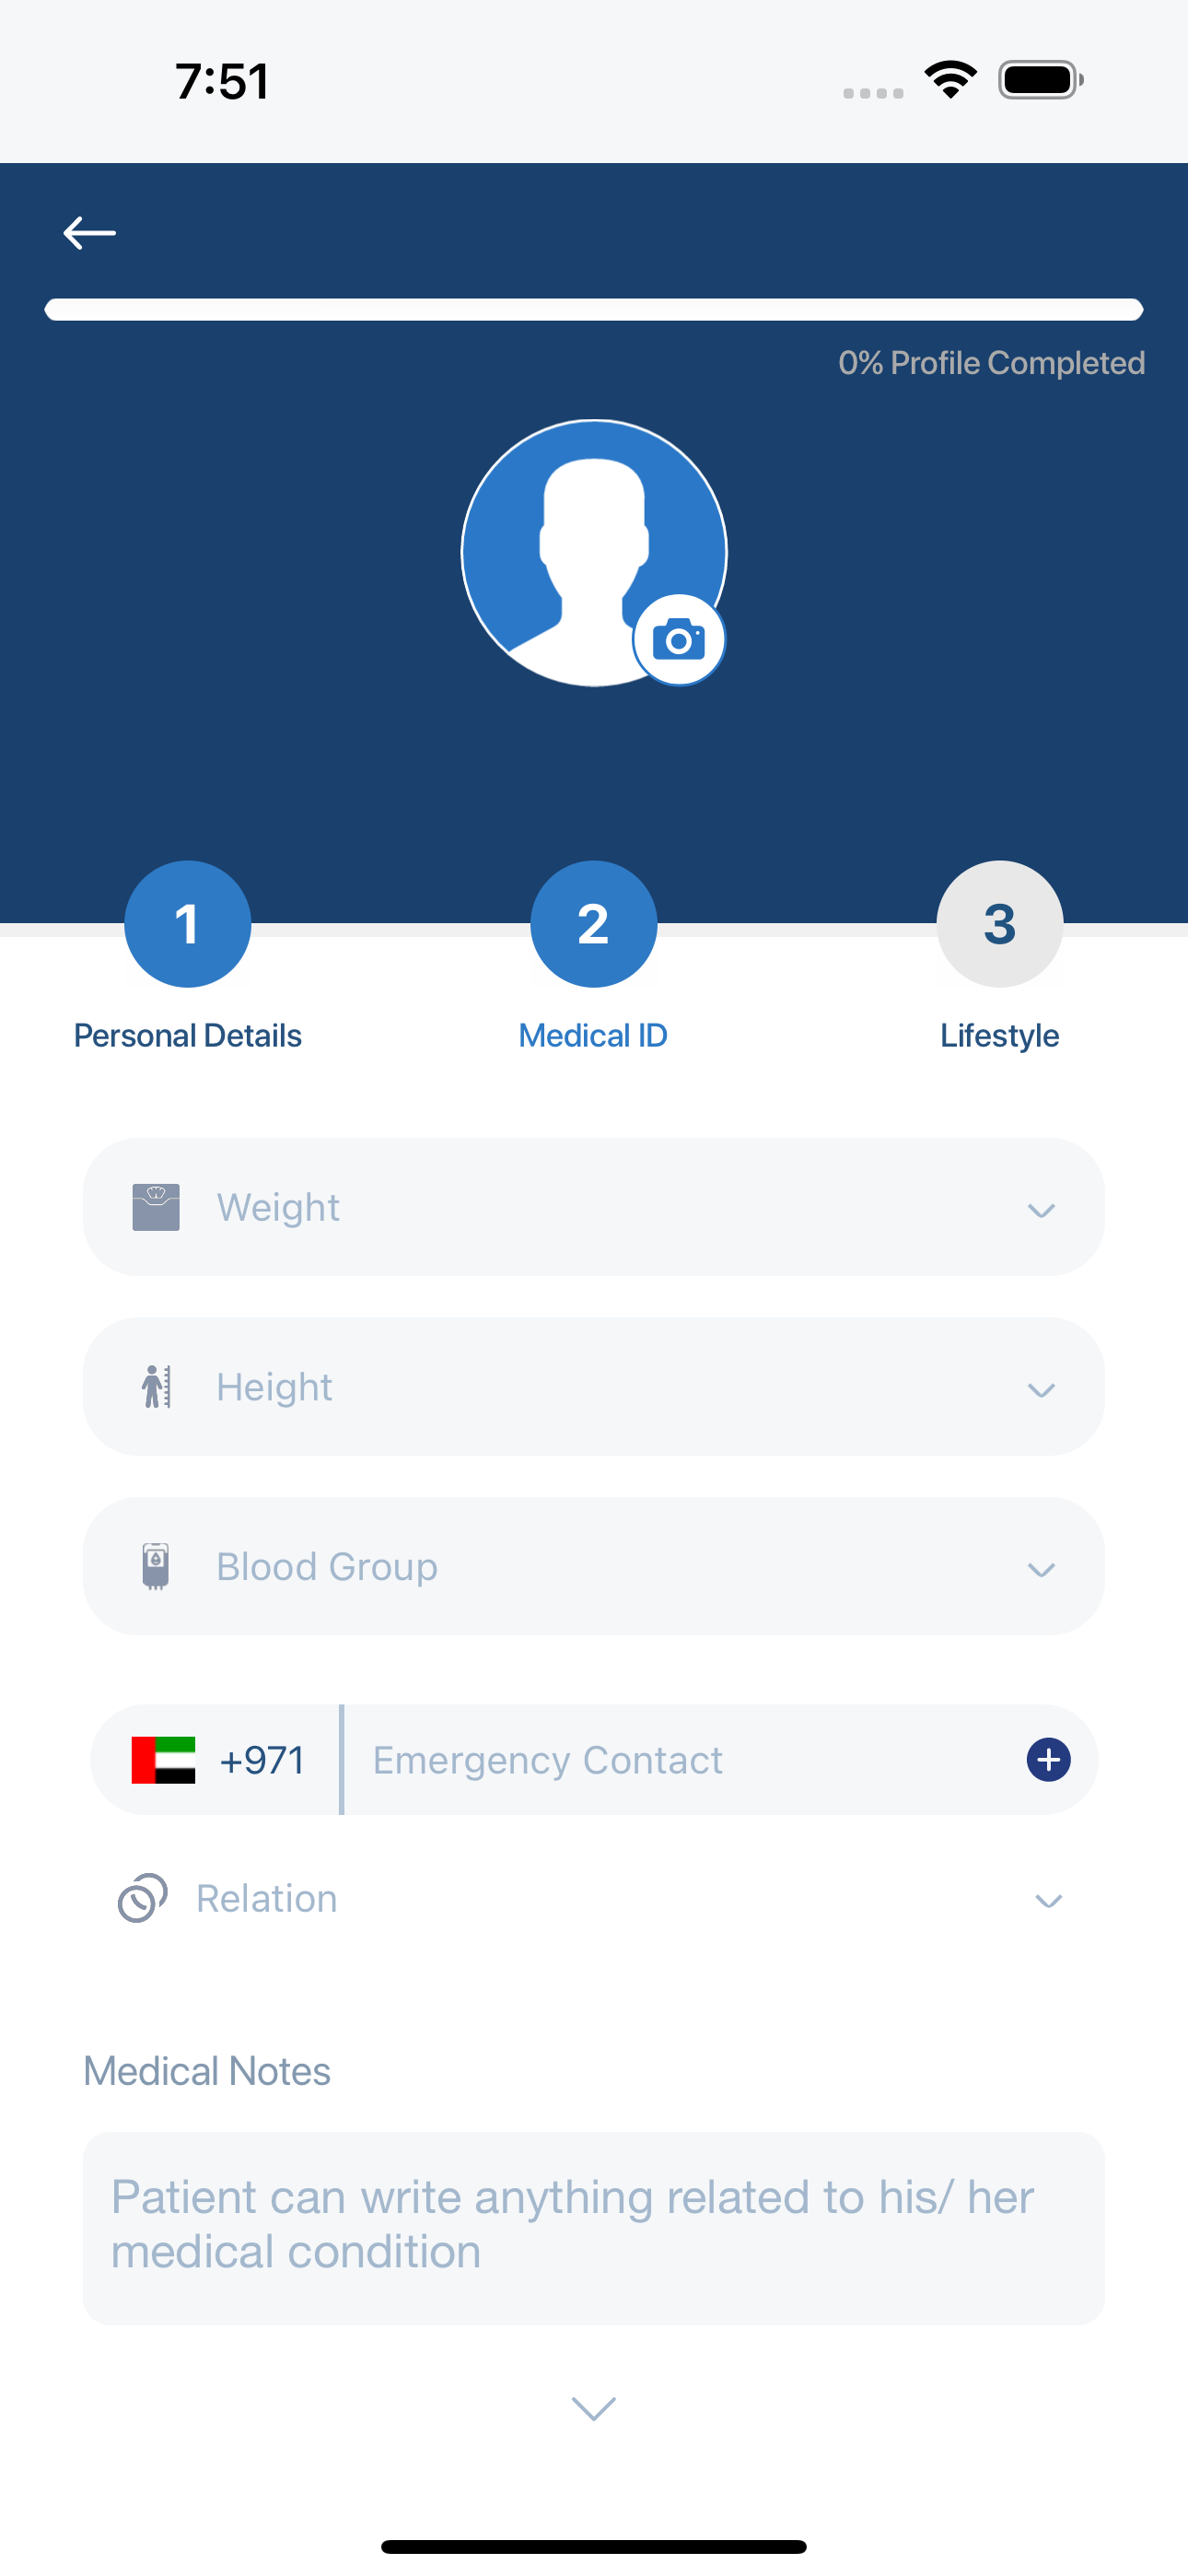 7:51
0% Profile Completed
1
2
3
Personal Details
Medical ID
Lifestyle
Weight
Height
Blood Group
+971
Emergency Contact
Relation
Medical Notes
Patient can write anything related to his/ her
medical condition